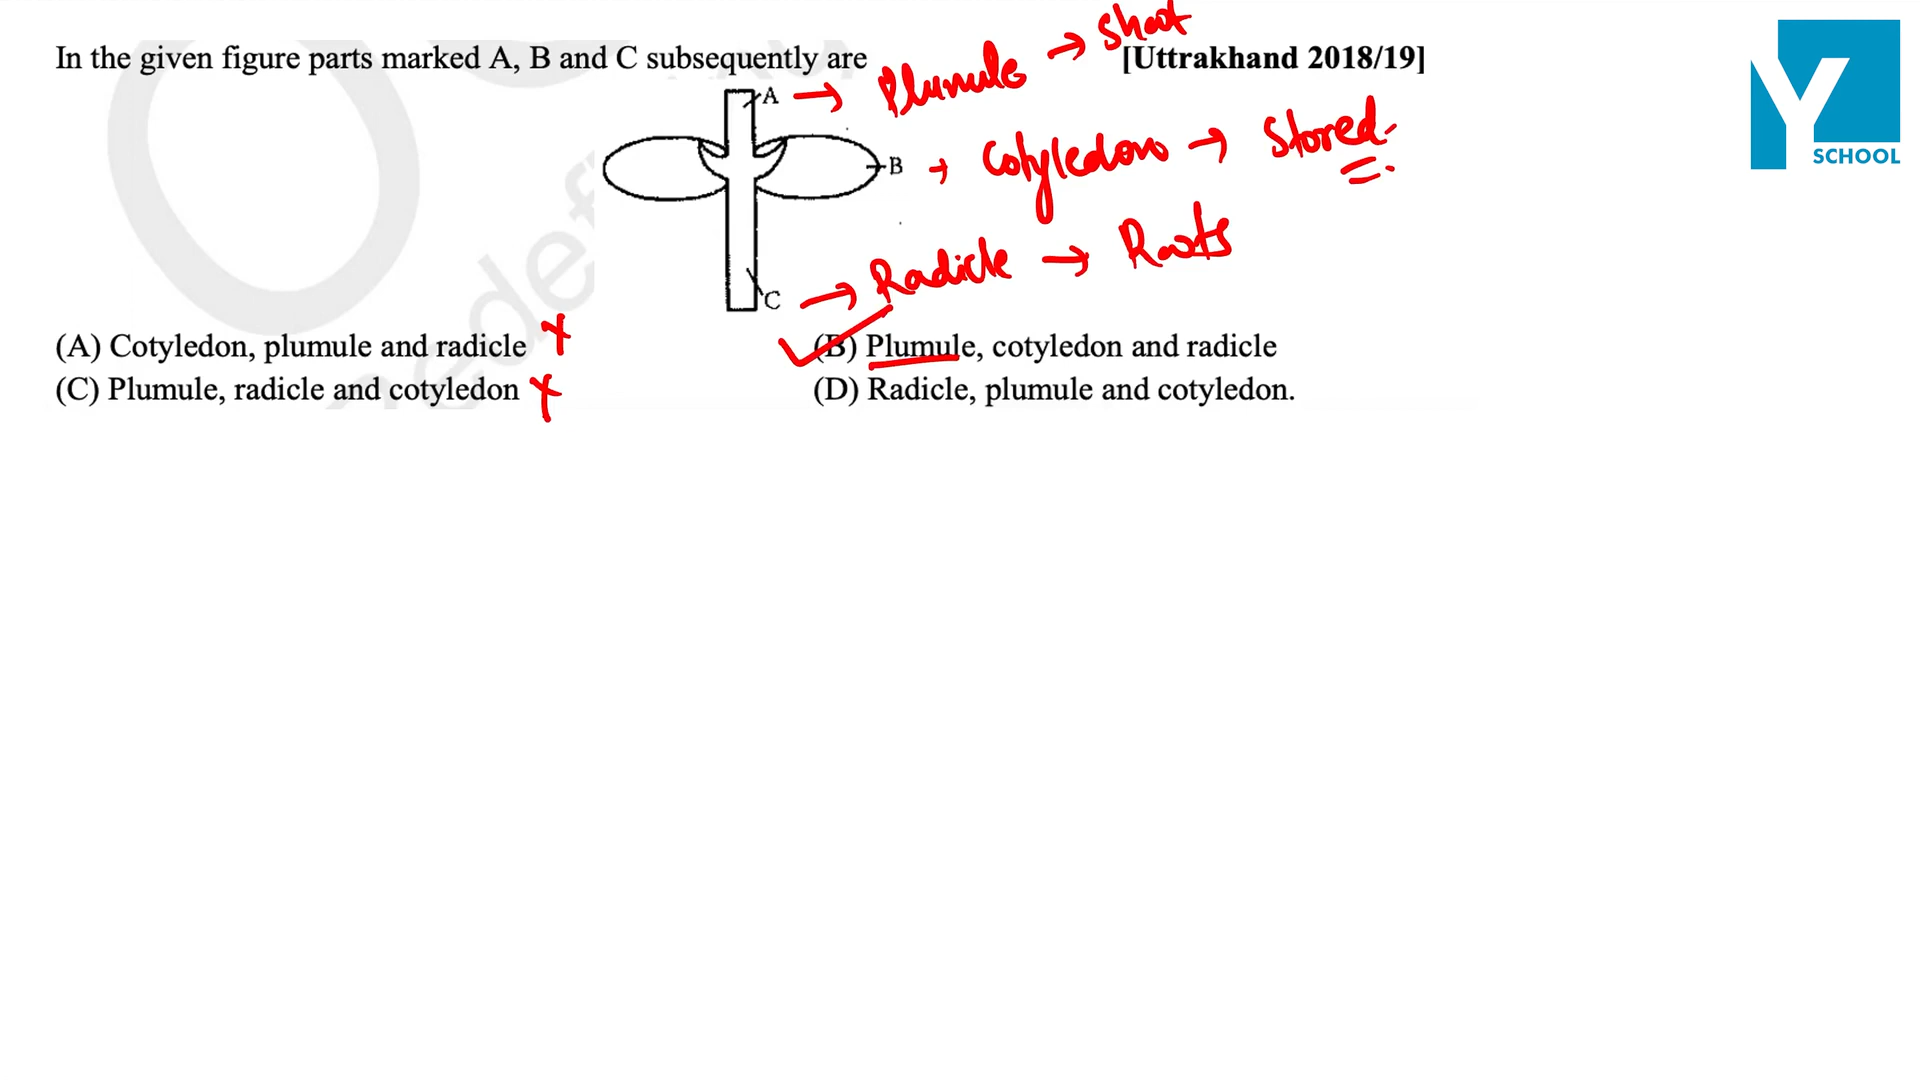 In the given figure parts marked A, B and C subsequently are [Uttrakhand 2018/19]
A → Plumule → Shoot
B → Cotyledons → Stored
C → Radicle → Roots
(A) Cotyledon, plumule and radicle
(B) Plumule, cotyledon and radicle
(C) Plumule, radicle and cotyledon
(D) Radicle, plumule and cotyledon.
Y
SCHOOL